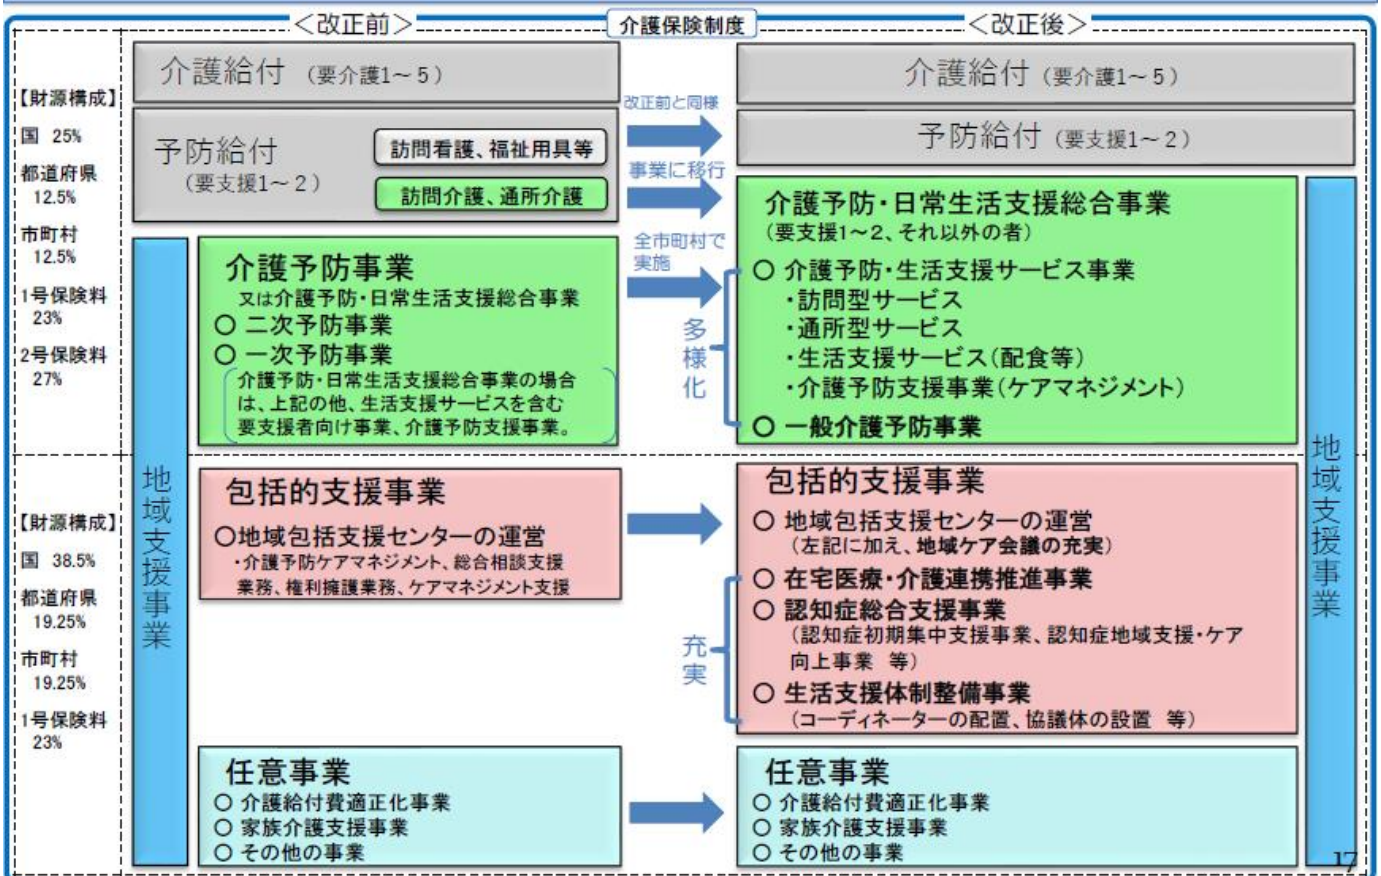 ＜改正前＞
介護保険制度
＜改正後＞
【財源構成】
国 25%
都道府県
12.5%
市町村
12.5%
1号保険料
23%
2号保険料
27%
【財源構成】
国 38.5%
都道府県
19.25%
市町村
19.25%
1号保険料
23%
介護給付 （要介護1～5）
予防給付
（要支援1～2）
訪問看護、福祉用具等
訪問介護、通所介護
地域支援事業
介護予防事業
又は介護予防・日常生活支援総合事業
○ 二次予防事業
○ 一次予防事業
介護予防・日常生活支援総合事業の場合
は、上記の他、生活支援サービスを含む
要支援者向け事業、介護予防支援事業。
包括的支援事業
○地域包括支援センターの運営
・介護予防ケアマネジメント、総合相談支援
業務、権利擁護業務、ケアマネジメント支援
任意事業
○ 介護給付費適正化事業
○ 家族介護支援事業
○ その他の事業
改正前と同様
事業に移行
全市町村で
実施
多様化
充実
介護給付 （要介護1～5）
予防給付 （要支援1～2）
介護予防・日常生活支援総合事業
（要支援1～2、それ以外の者）
○ 介護予防・生活支援サービス事業
・訪問型サービス
・通所型サービス
・生活支援サービス（配食等）
・介護予防支援事業（ケアマネジメント）
○ 一般介護予防事業
包括的支援事業
○ 地域包括支援センターの運営
（左記に加え、地域ケア会議の充実）
○ 在宅医療・介護連携推進事業
○ 認知症総合支援事業
（認知症初期集中支援事業、認知症地域支援・ケア
向上事業 等）
○ 生活支援体制整備事業
（コーディネーターの配置、協議体の設置 等）
任意事業
○ 介護給付費適正化事業
○ 家族介護支援事業
○ その他の事業
地域支援事業
17